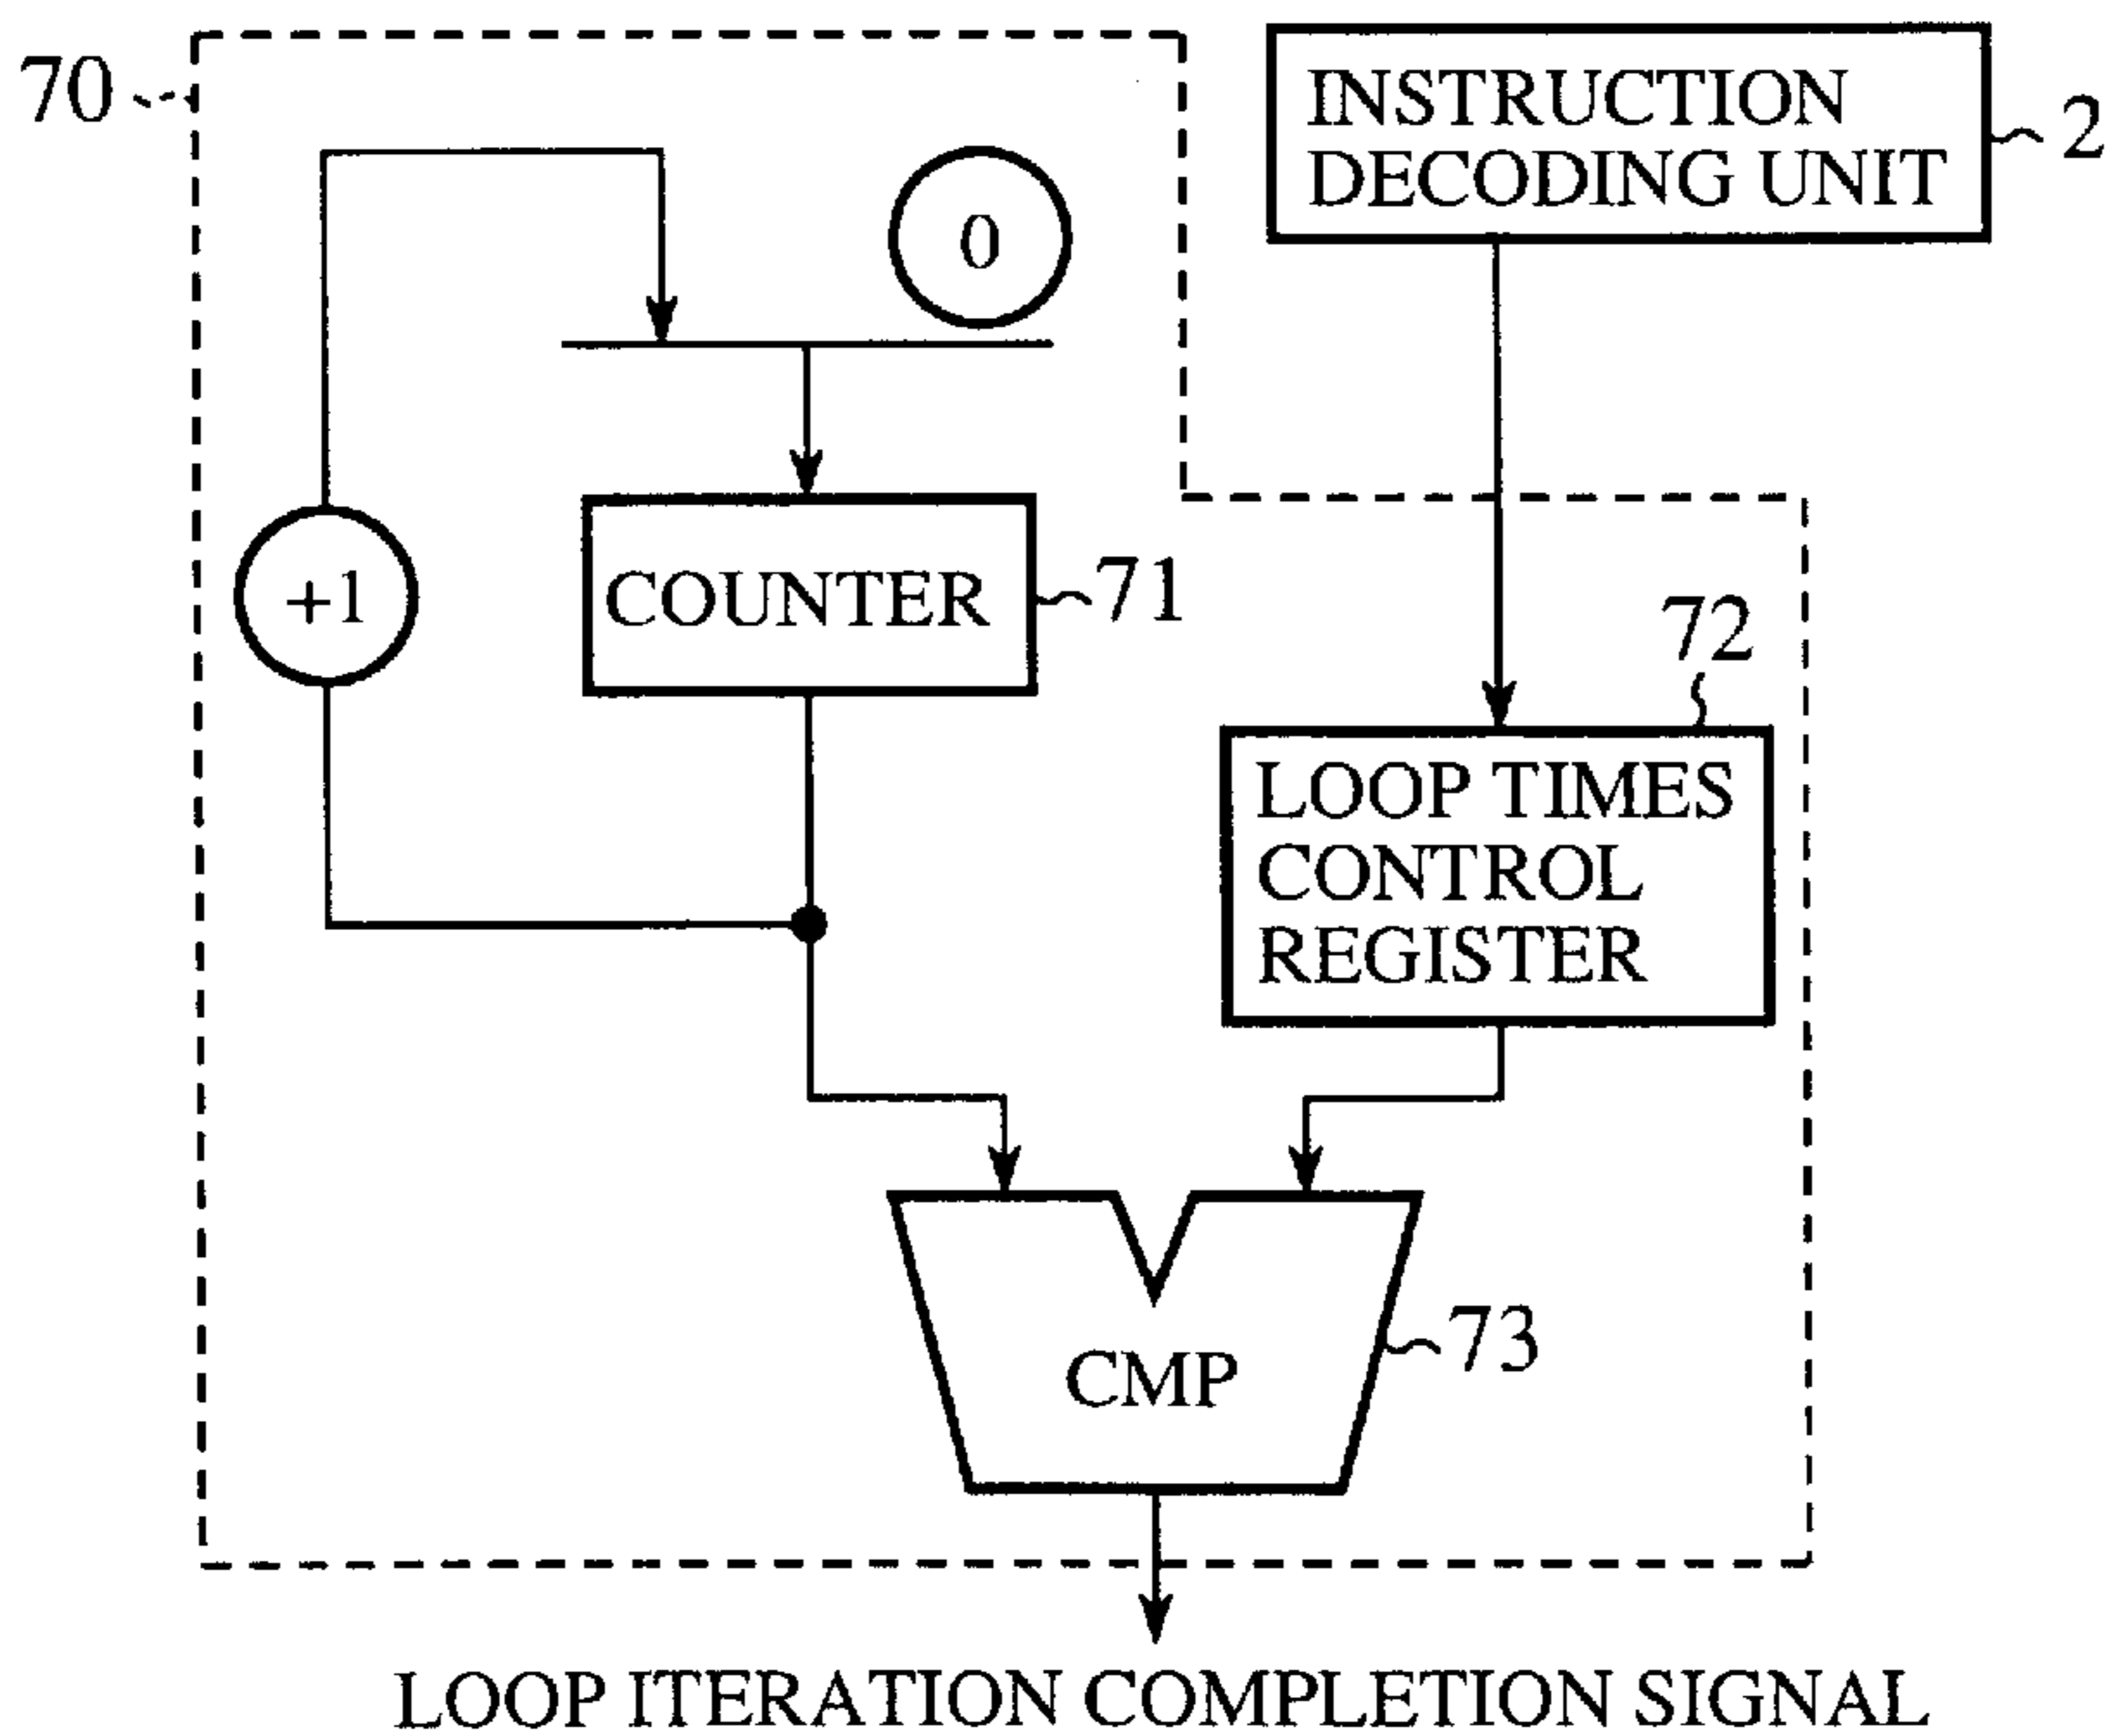 70
INSTRUCTION
DECODING UNIT
2
0
+1
COUNTER
71
72
LOOP TIMES
CONTROL
REGISTER
CMP
73
LOOP ITERATION COMPLETION SIGNAL